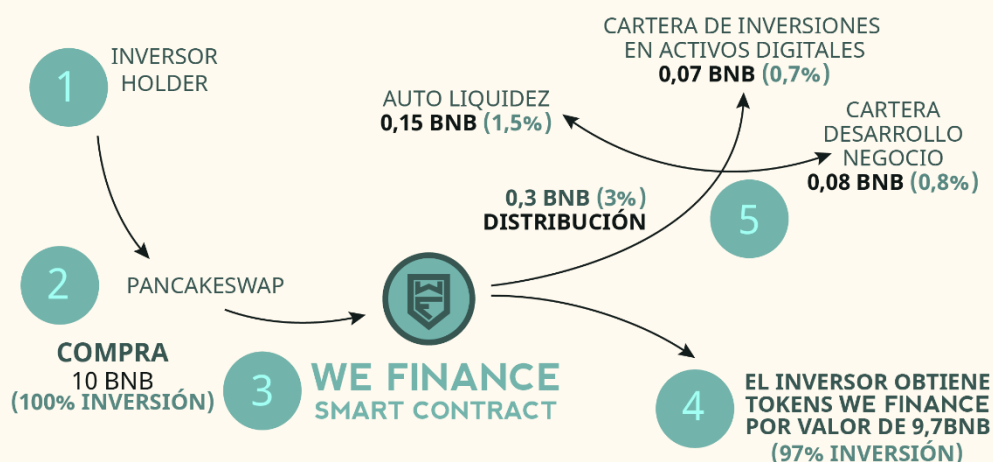 1
INVERSOR
HOLDER
2
PANCAKESWAP
COMPRA
10 BNB
(100% INVERSIÓN)
3
WE FINANCE
SMART CONTRACT
4
EL INVERSOR OBTIENE
TOKENS WE FINANCE
POR VALOR DE 9,7BNB
(97% INVERSIÓN)
5
0,3 BNB (3%)
DISTRIBUCIÓN
AUTO LIQUIDEZ
0,15 BNB (1,5%)
CARTERA DE INVERSIONES
EN ACTIVOS DIGITALES
0,07 BNB (0,7%)
CARTERA
DESARROLLO
NEGOCIO
0,08 BNB (0,8%)